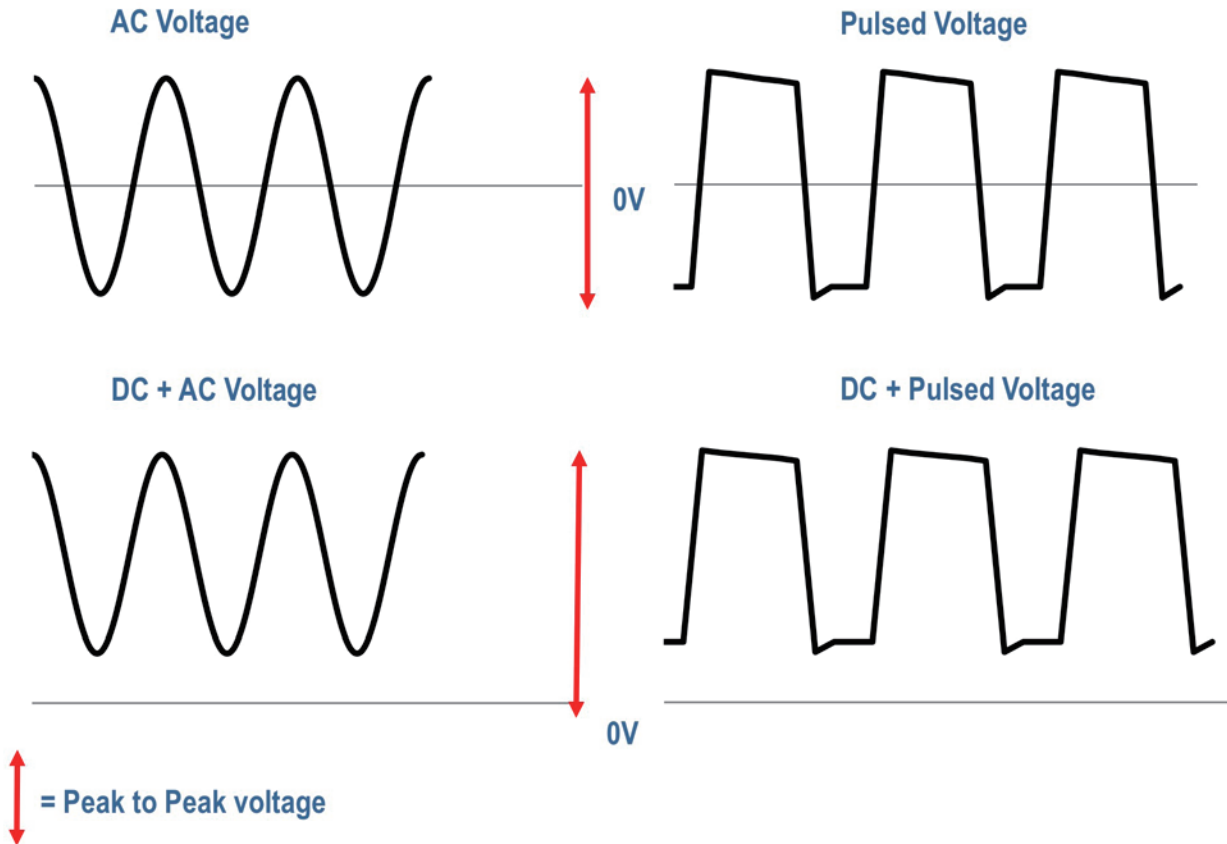 AC Voltage
Pulsed Voltage
0V
DC + AC Voltage
DC + Pulsed Voltage
0V
= Peak to Peak voltage